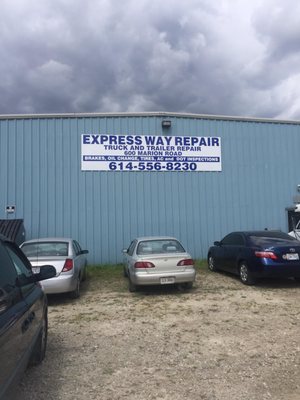 EXPRESS WAY REPAIR
TRUCK AND TRAILER REPAIR
600 MARION ROAD
BRAKES, OIL CHANGE, TIRES, AC and DOT INSPECTIONS
614-556-8230